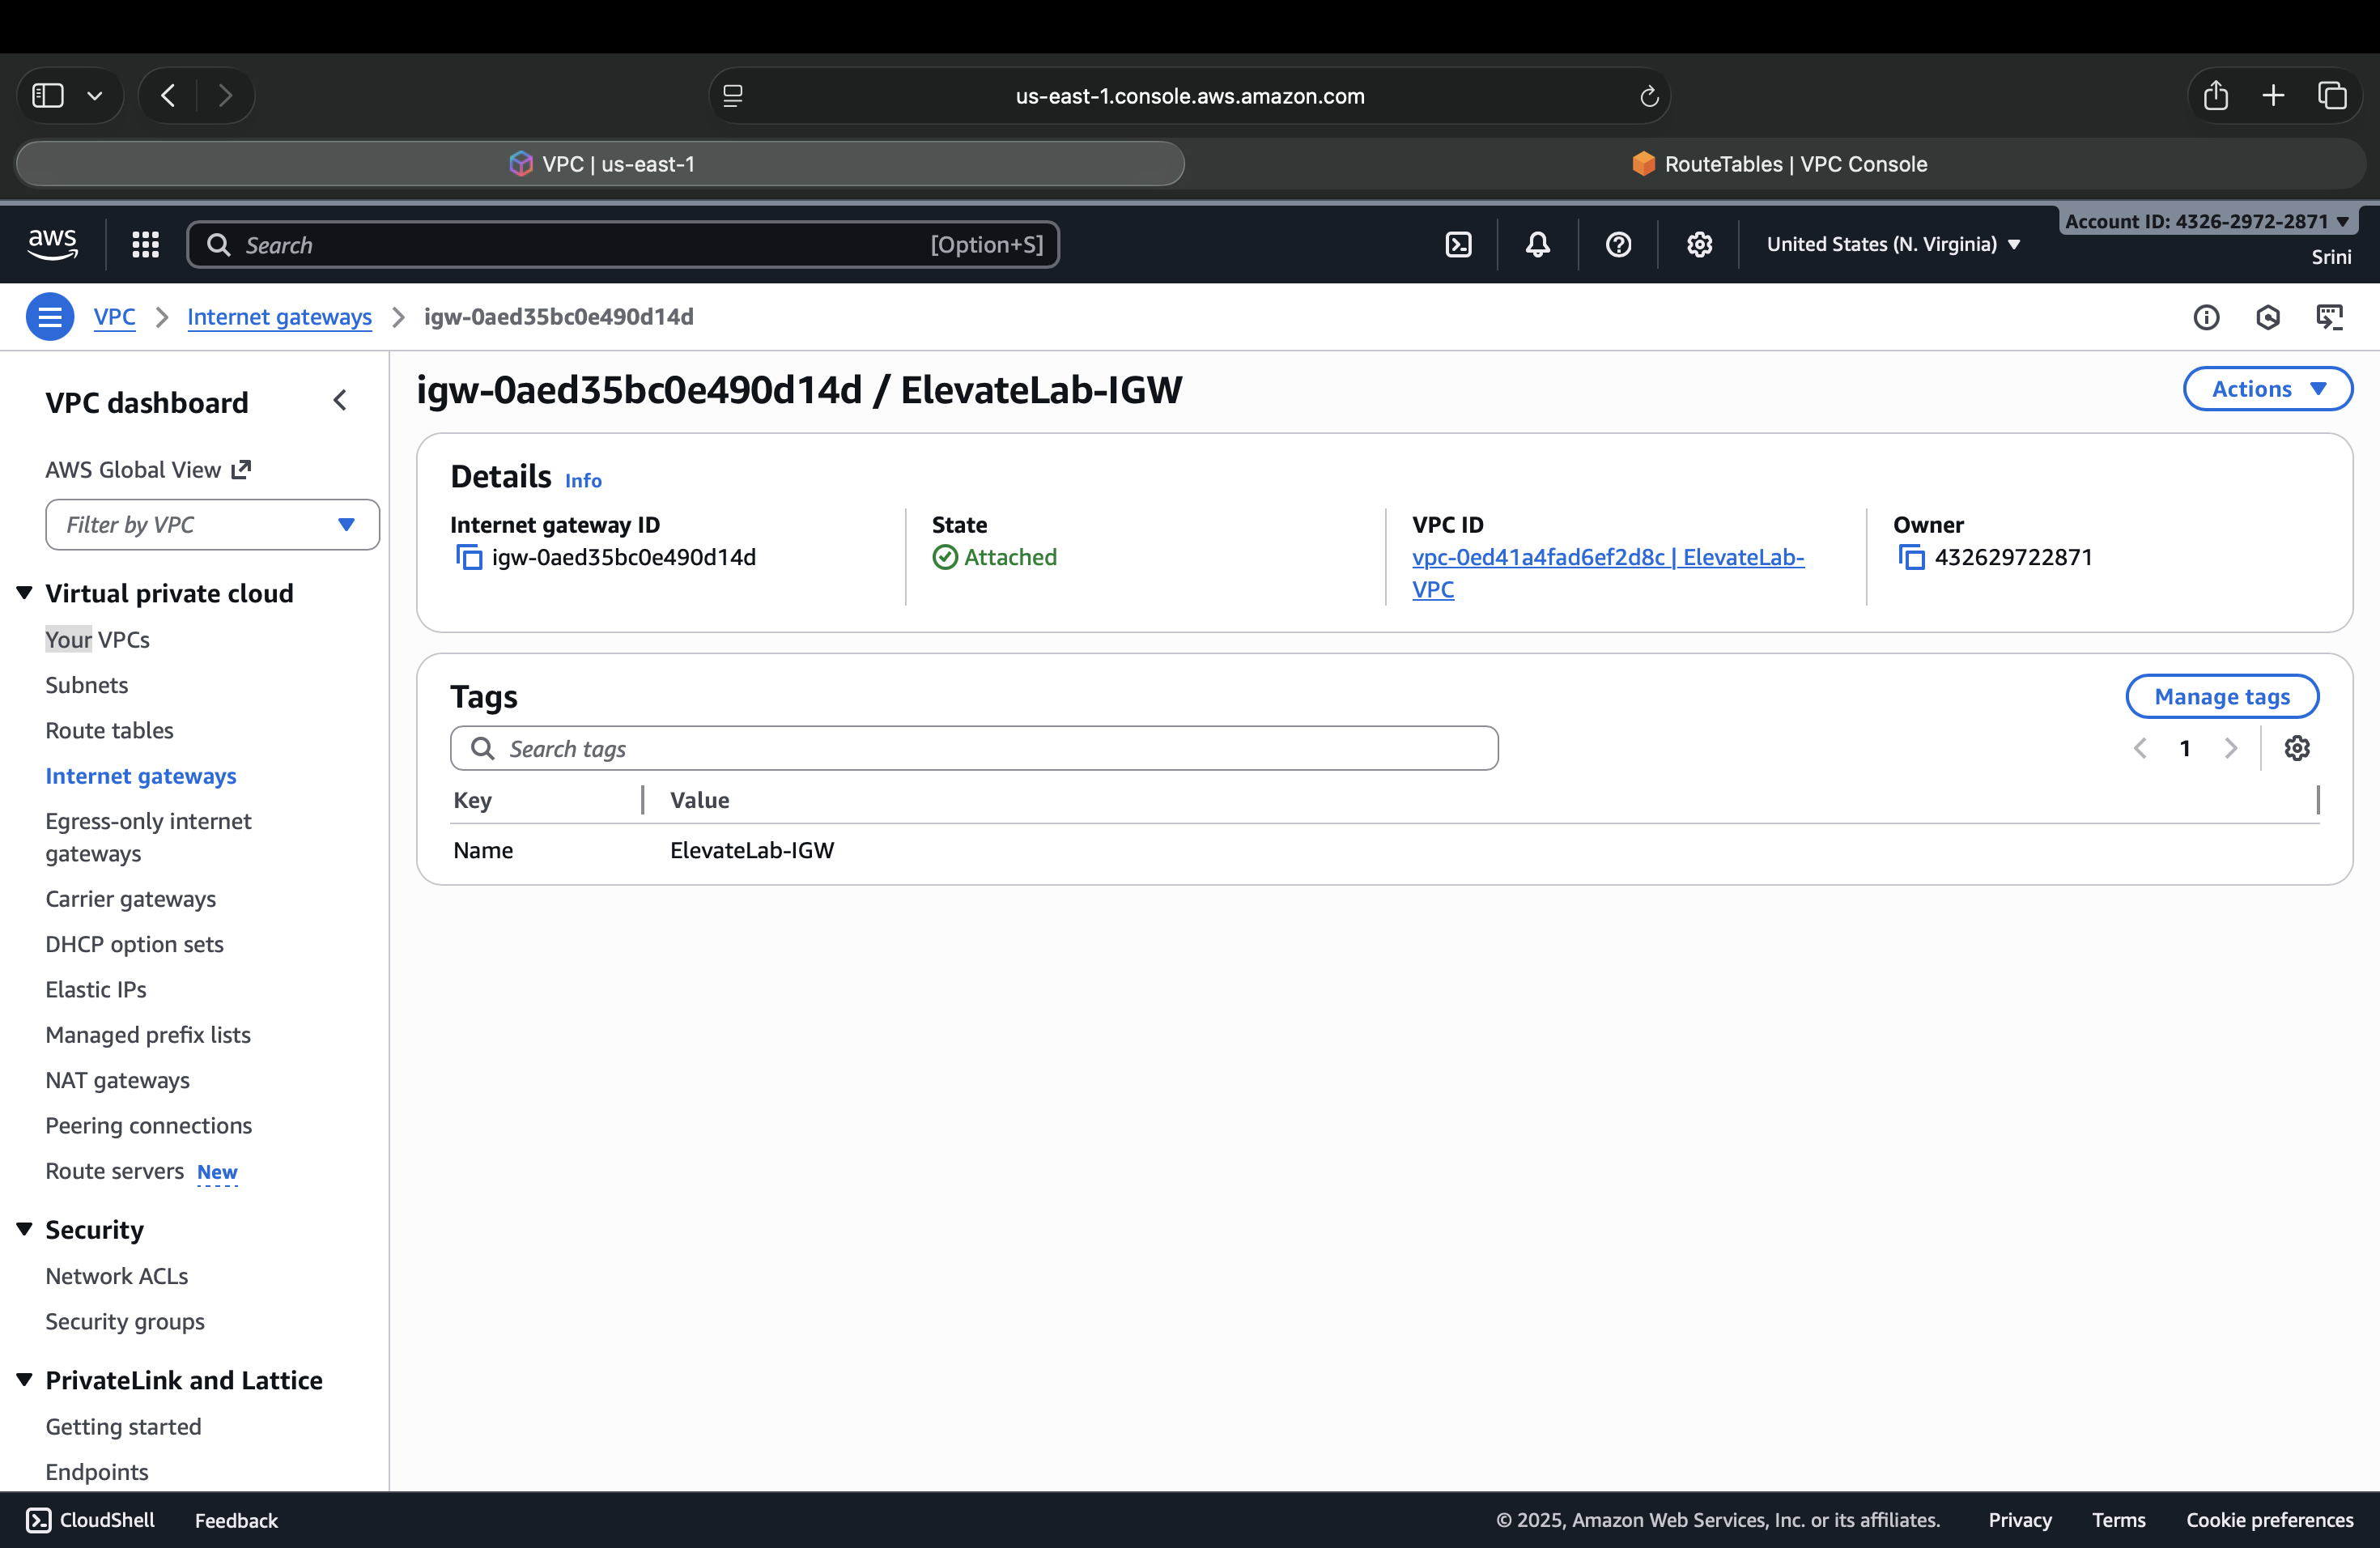 us-east-1.console.aws.amazon.com
VPC | us-east-1
RouteTables | VPC Console
aws
Search
[Option+S]
United States (N. Virginia)
Account ID: 4326-2972-2871
Srini
VPC
Internet gateways
igw-0aed35bc0e490d14d
VPC dashboard
AWS Global View
Filter by VPC
Virtual private cloud
Your VPCs
Subnets
Route tables
Internet gateways
Egress-only internet
gateways
Carrier gateways
DHCP option sets
Elastic IPs
Managed prefix lists
NAT gateways
Peering connections
Route servers New
Security
Network ACLs
Security groups
PrivateLink and Lattice
Getting started
Endpoints
igw-0aed35bc0e490d14d / ElevateLab-IGW
Actions
Details Info
Internet gateway ID
igw-0aed35bc0e490d14d
State
Attached
VPC ID
vpc-0ed41a4fad6ef2d8c | ElevateLab-
VPC
Owner
432629722871
Tags
Manage tags
Search tags
1
Key
Value
Name
ElevateLab-IGW
CloudShell
Feedback
© 2025, Amazon Web Services, Inc. or its affiliates.
Privacy
Terms
Cookie preferences